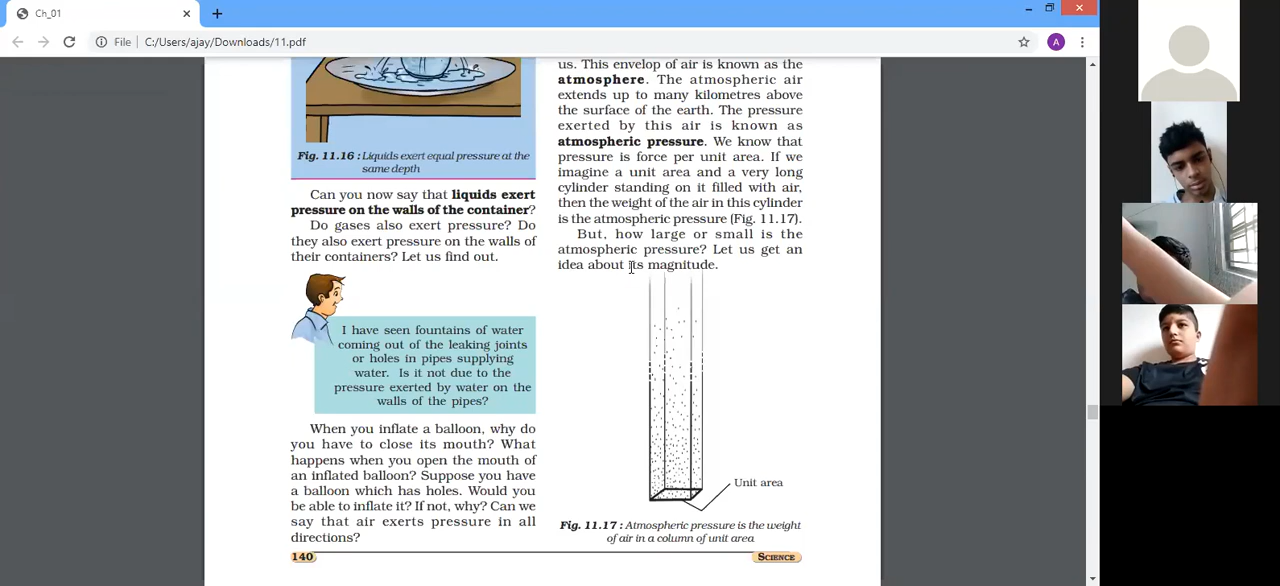 Ch_01
File
C:/Users/ajay/Downloads/11.pdf
A
Fig. 11.16 : Liquids exert equal pressure at the
same depth
Can you now say that liquids exert
pressure on the walls of the container?
Do gases also exert pressure? Do
they also exert pressure on the walls of
their containers? Let us find out.
I have seen fountains of water
coming out of the leaking joints
or holes in pipes supplying
water. Is it not due to the
pressure exerted by water on the
walls of the pipes?
When you inflate a balloon, why do
you have to close its mouth? What
happens when you open the mouth of
an inflated balloon? Suppose you have
a balloon which has holes. Would you
be able to inflate it? If not, why? Can we
say that air exerts pressure in all
directions?
us. This envelop of air is known as the
atmosphere. The atmospheric air
extends up to many kilometres above
the surface of the earth. The pressure
exerted by this air is known as
atmospheric pressure. We know that
pressure is force per unit area. If we
imagine a unit area and a very long
cylinder standing on it filled with air,
then the weight of the air in this cylinder
is the atmospheric pressure (Fig. 11.17).
But, how large or small is the
atmospheric pressure? Let us get an
idea about its magnitude.
Unit area
Fig. 11.17 : Atmospheric pressure is the weight
of air in a column of unit area
140
SCIENCE